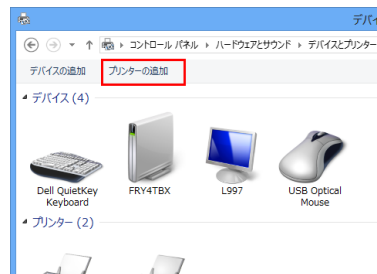 デバイ
コントロール パネル ▸ ハードウェアとサウンド ▸ デバイスとプリンター
デバイスの追加 プリンターの追加
デバイス (4)
Dell QuietKey Keyboard
FRY4TBX
L997
USB Optical Mouse
プリンター (2)